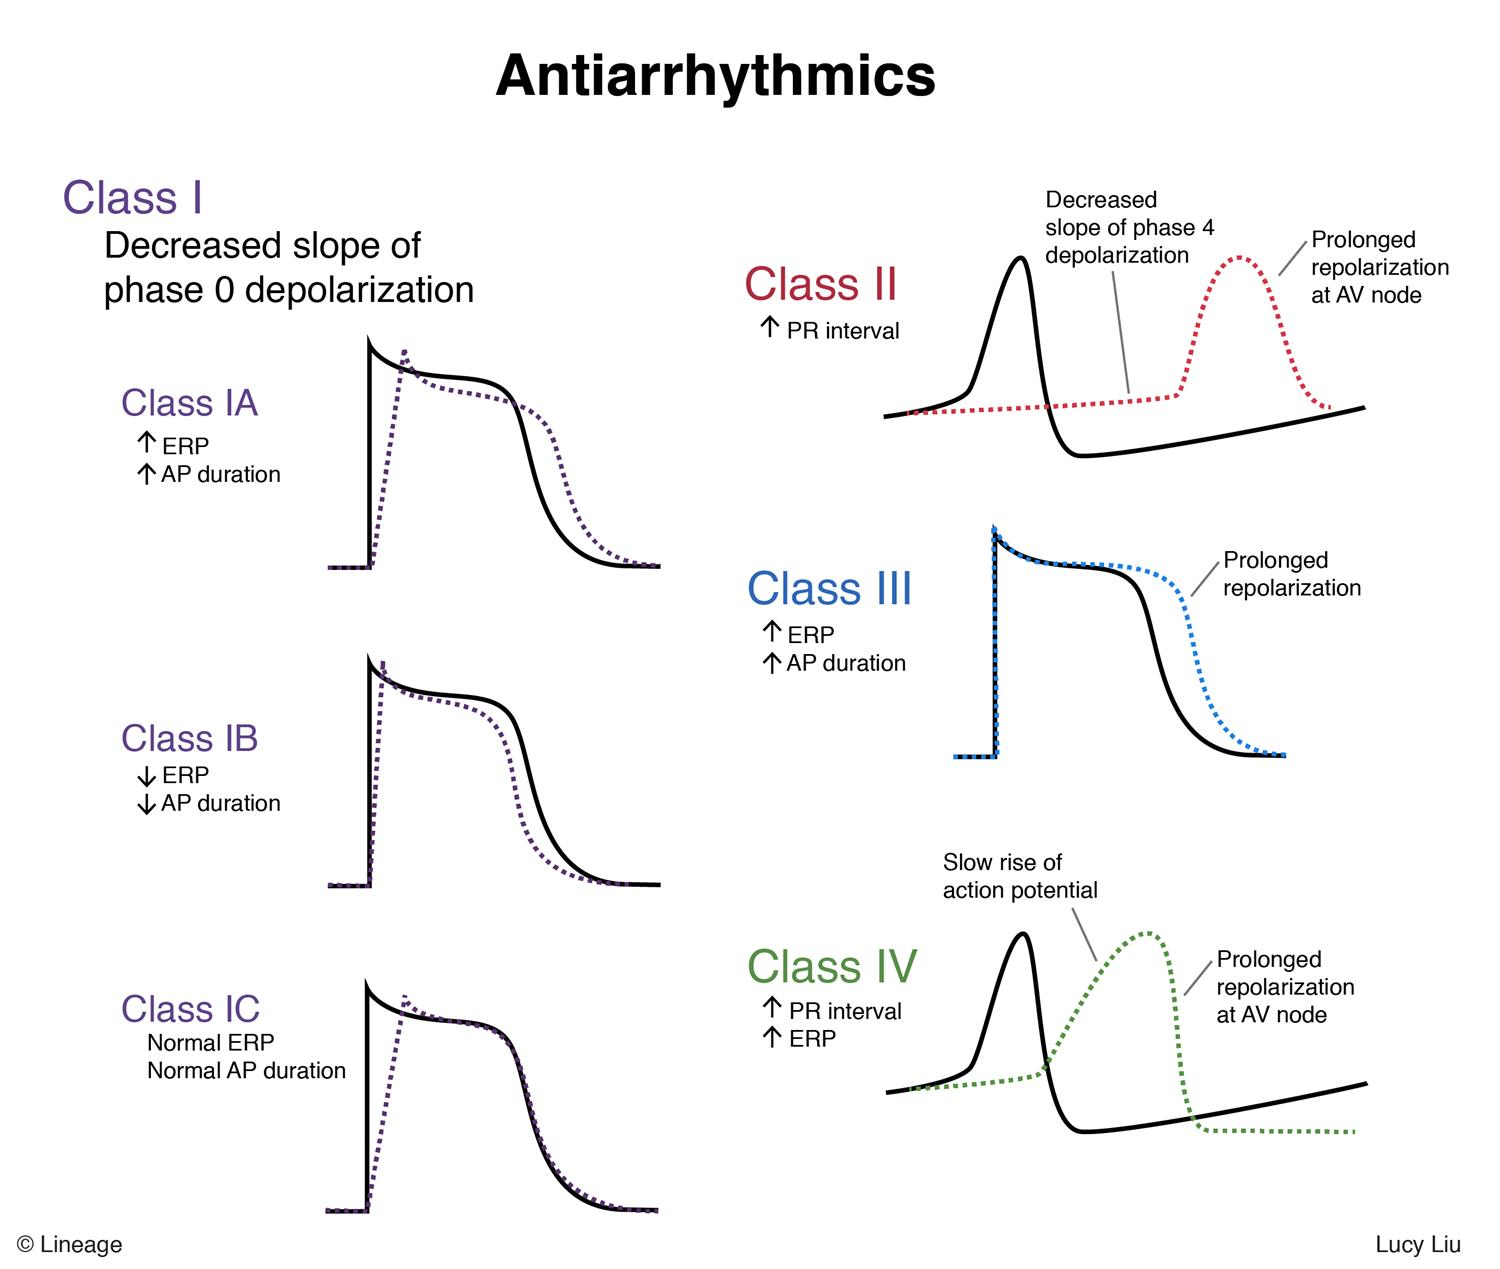 Antiarrhythmics
Class I
Decreased slope of
phase 0 depolarization
Class IA
↑ ERP
↑ AP duration
Class IB
↓ ERP
↓ AP duration
Class IC
Normal ERP
Normal AP duration
Class II
↑ PR interval
Decreased
slope of phase 4
depolarization
Prolonged
repolarization
at AV node
Class III
↑ ERP
↑ AP duration
Prolonged
repolarization
Class IV
↑ PR interval
↑ ERP
Slow rise of
action potential
Prolonged
repolarization
at AV node
© Lineage
Lucy Liu